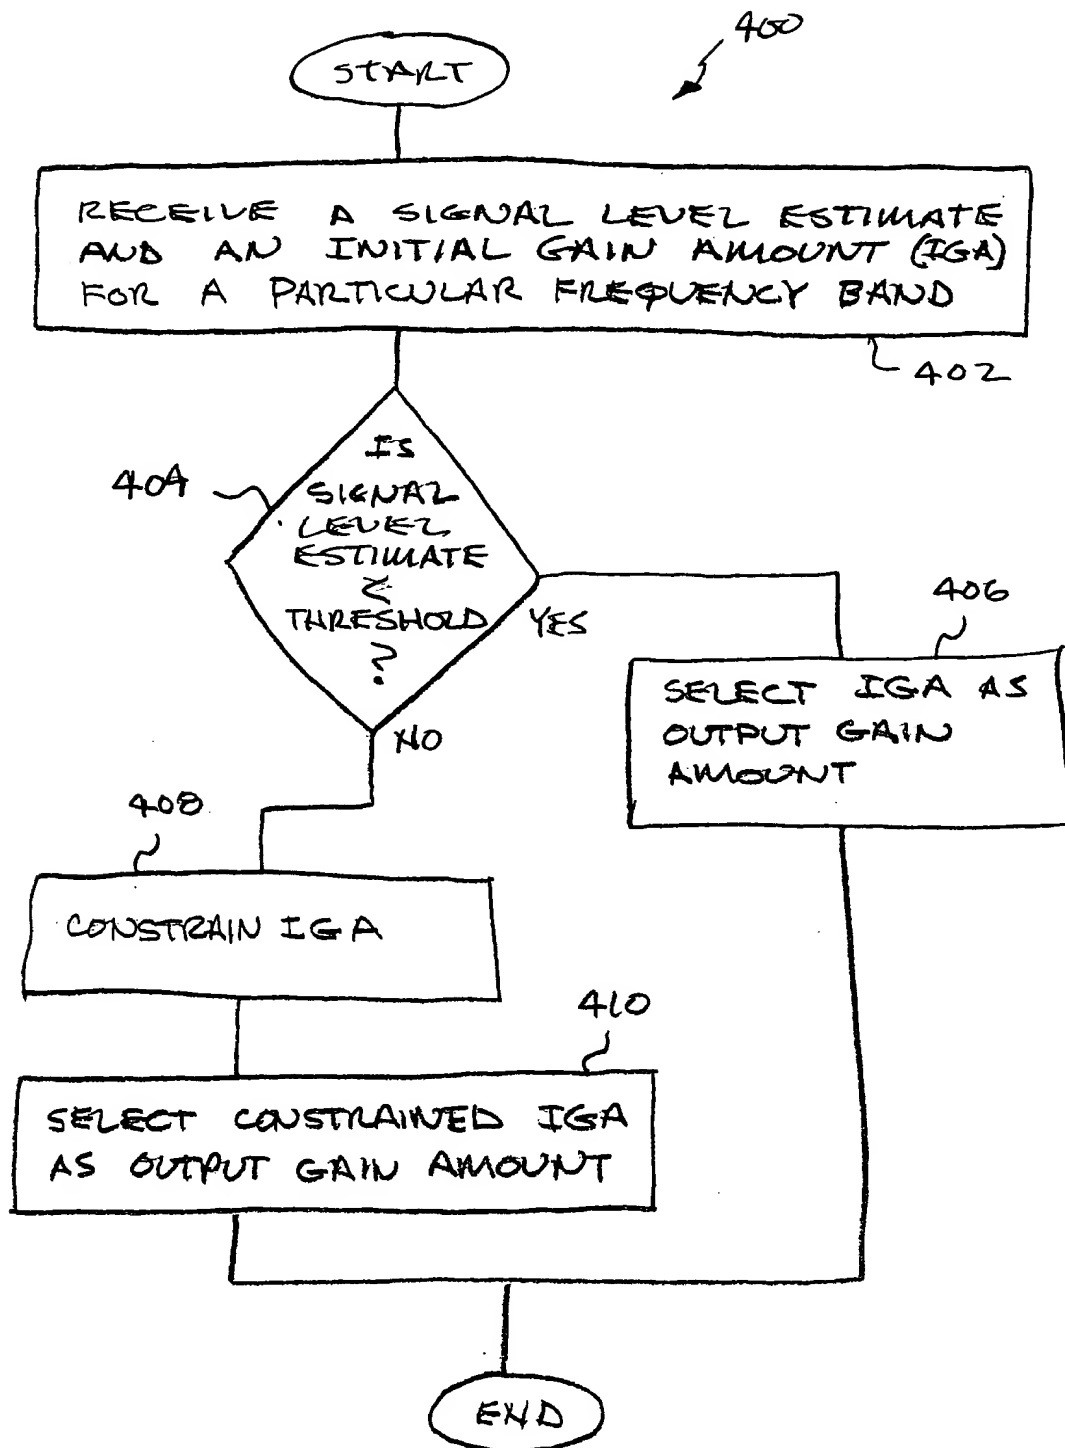 400
START
RECEIVE A SIGNAL LEVEL ESTIMATE
AND AN INITIAL GAIN AMOUNT (IGA)
FOR A PARTICULAR FREQUENCY BAND
402
404
IS
SIGNAL
LEVEL
ESTIMATE
≤
THRESHOLD
?
YES
NO
406
SELECT IGA AS
OUTPUT GAIN
AMOUNT
408
CONSTRAIN IGA
410
SELECT CONSTRAINED IGA
AS OUTPUT GAIN AMOUNT
END